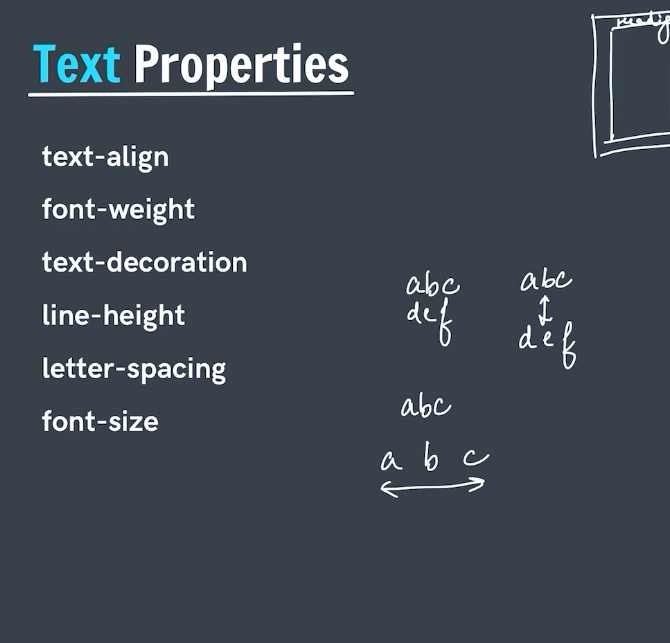 Text Properties
text-align
font-weight
text-decoration
line-height
letter-spacing
font-size
abc
def
abc
def
abc
a b c